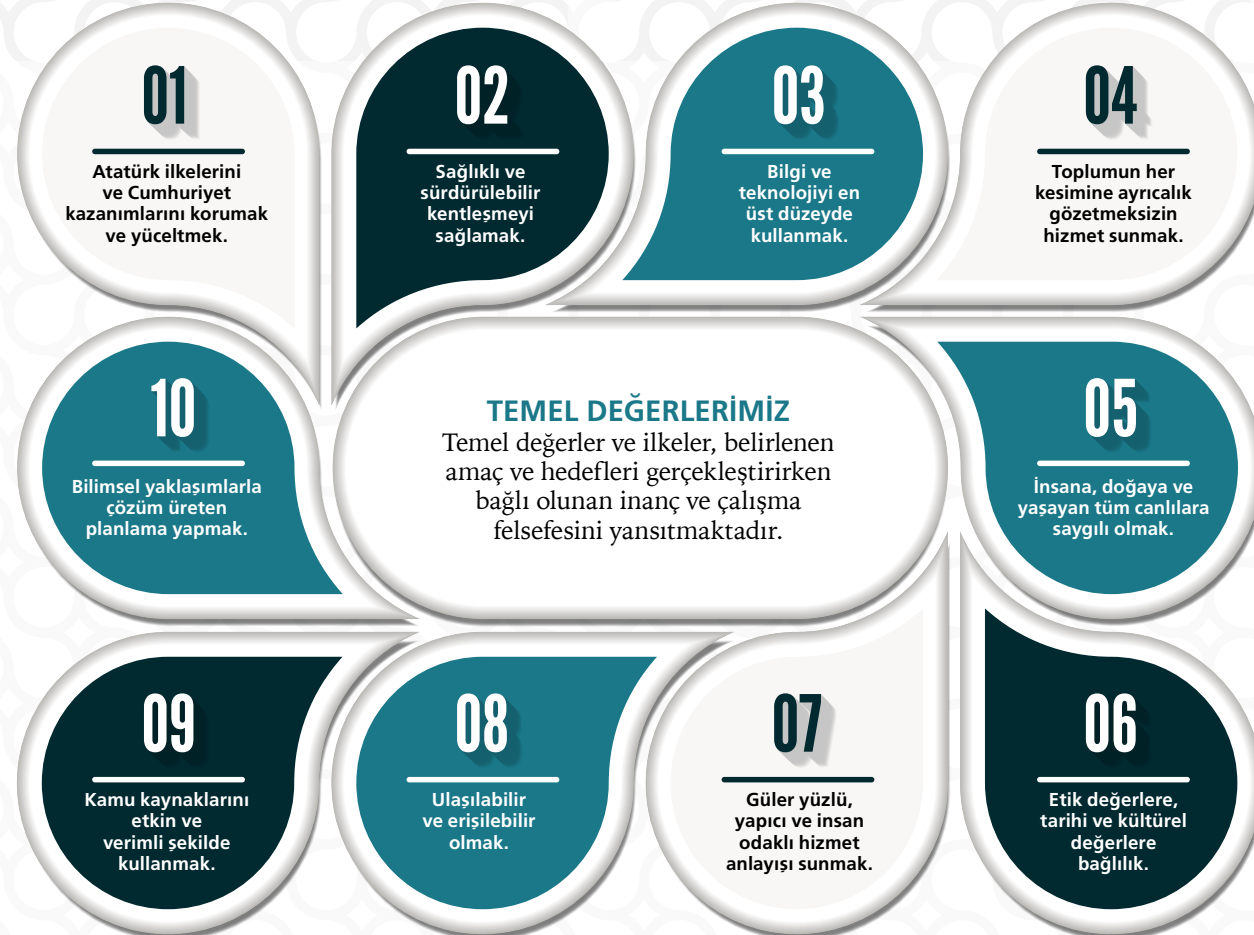 01
Atatürk ilkelerini
ve Cumhuriyet
kazanımlarını korumak
ve yüceltmek.
02
Sağlıklı ve
sürdürülebilir
kentleşmeyi
sağlamak.
03
Bilgi ve
teknolojiyi en
üst düzeyde
kullanmak.
04
Toplumun her
kesimine ayrıcalık
gözetmeksizin
hizmet sunmak.
TEMEL DEĞERLERİMİZ
Temel değerler ve ilkeler, belirlenen
amaç ve hedefleri gerçekleştirirken
bağlı olunan inanç ve çalışma
felsefesini yansıtmaktadır.
05
İnsana, doğaya ve
yaşayan tüm canlılara
saygılı olmak.
06
Etik değerlere,
tarihi ve kültürel
değerlere
bağlılık.
07
Güler yüzlü,
yapıcı ve insan
odaklı hizmet
anlayışı sunmak.
08
Ulaşılabilir
ve erişilebilir
olmak.
09
Kamu kaynaklarını
etkin ve
verimli şekilde
kullanmak.
10
Bilimsel yaklaşımlarla
çözüm üreten
planlama yapmak.